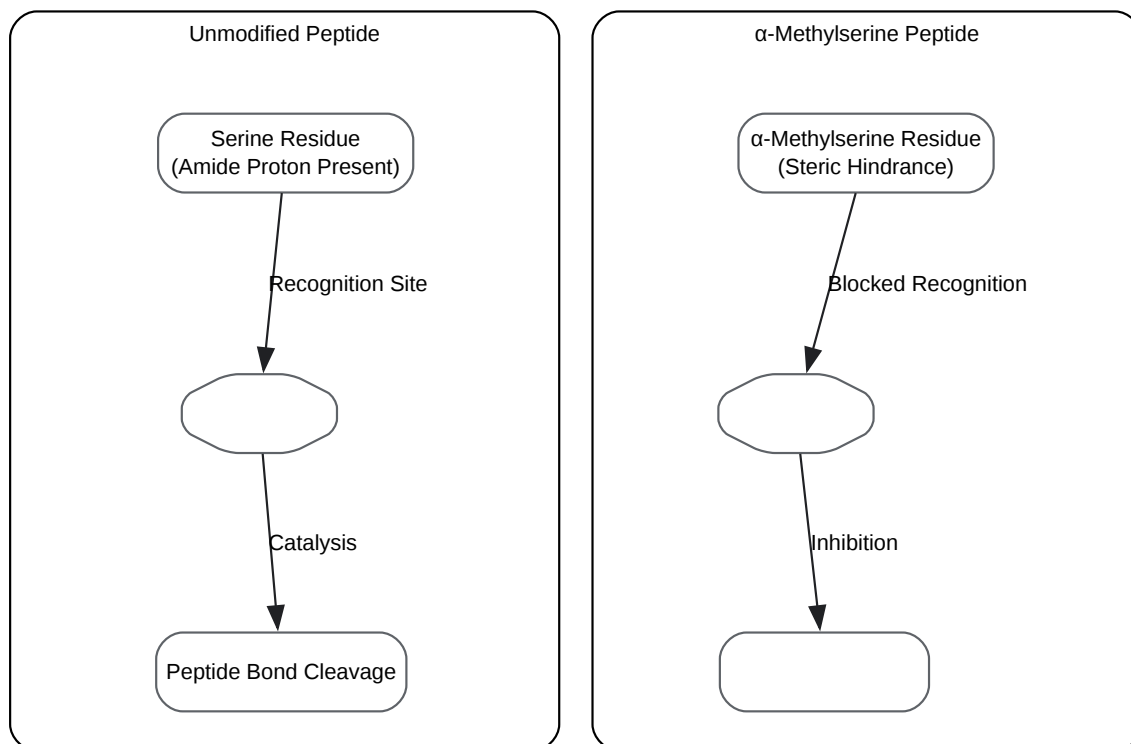 Unmodified Peptide
Serine Residue
(Amide Proton Present)
Recognition Site
Catalysis
Peptide Bond Cleavage
α-Methylserine Peptide
α-Methylserine Residue
(Steric Hindrance)
Blocked Recognition
Inhibition